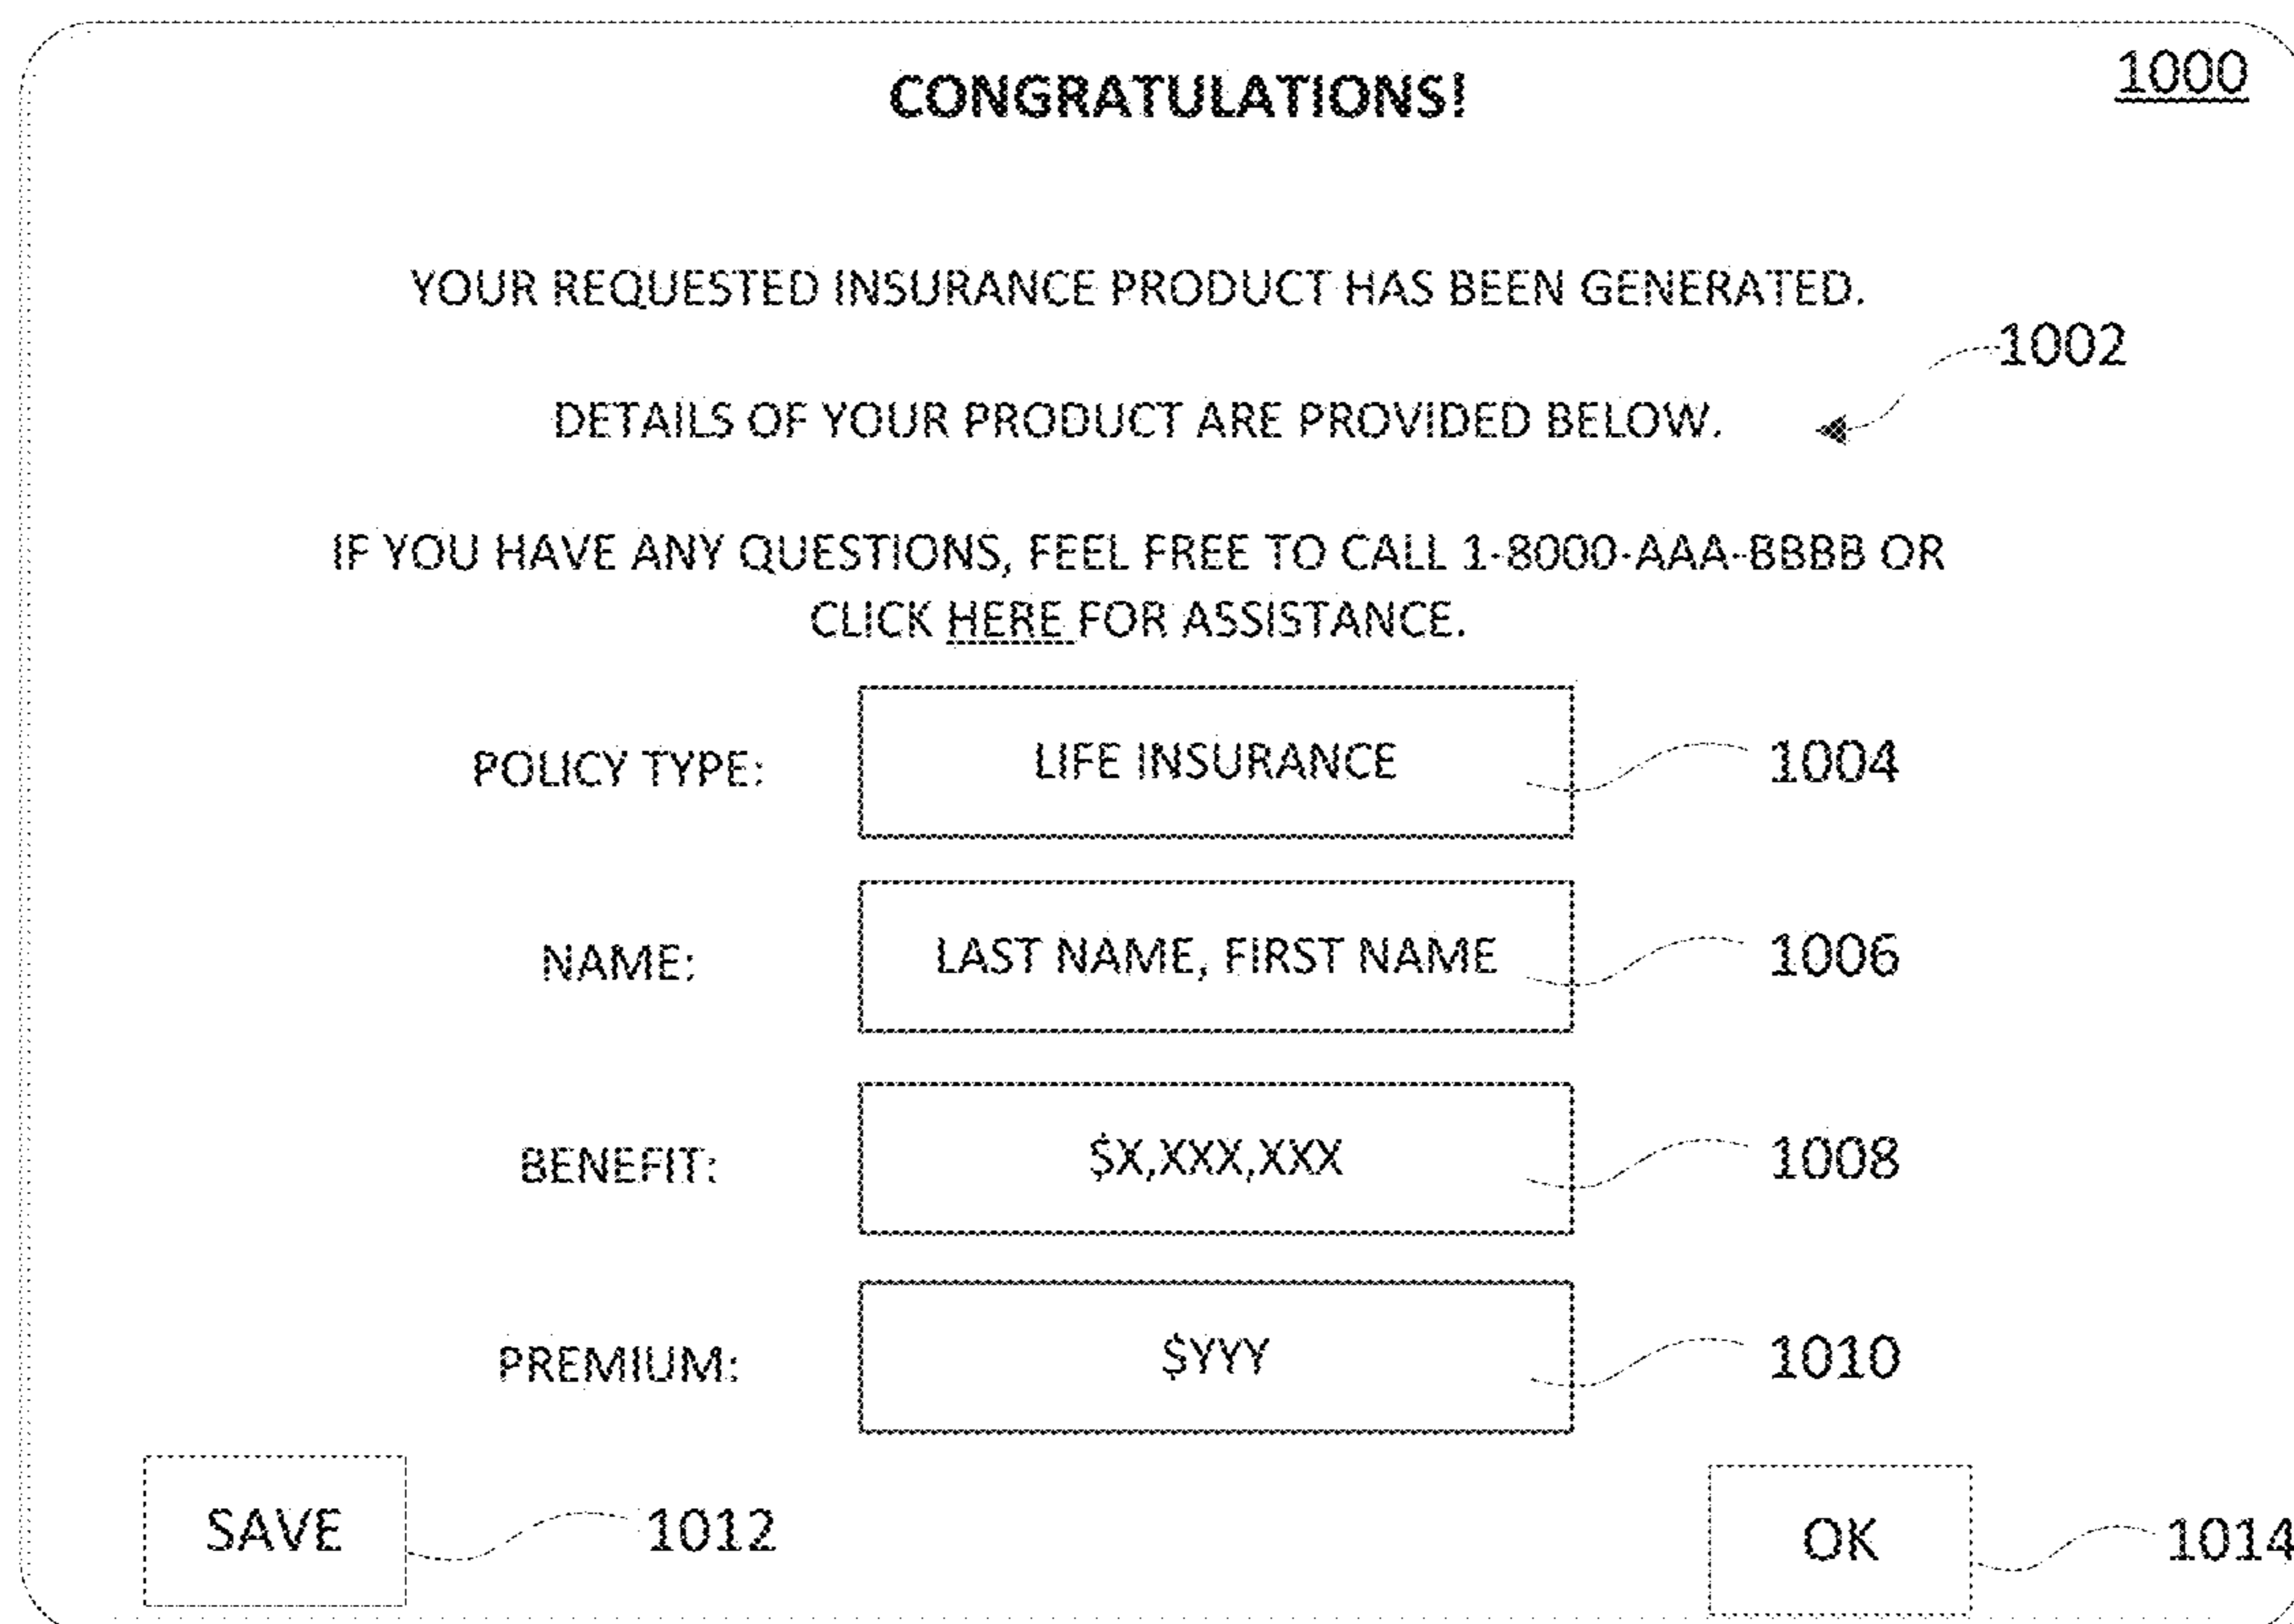 1000
CONGRATULATIONS!
YOUR REQUESTED INSURANCE PRODUCT HAS BEEN GENERATED.
1002
DETAILS OF YOUR PRODUCT ARE PROVIDED BELOW.
IF YOU HAVE ANY QUESTIONS, FEEL FREE TO CALL 1-8000-AAA-BBBB OR
CLICK HERE FOR ASSISTANCE.
POLICY TYPE: LIFE INSURANCE 1004
NAME: LAST NAME, FIRST NAME 1006
BENEFIT: $X,XXX,XXX 1008
PREMIUM: $YYY 1010
SAVE 1012 OK 1014